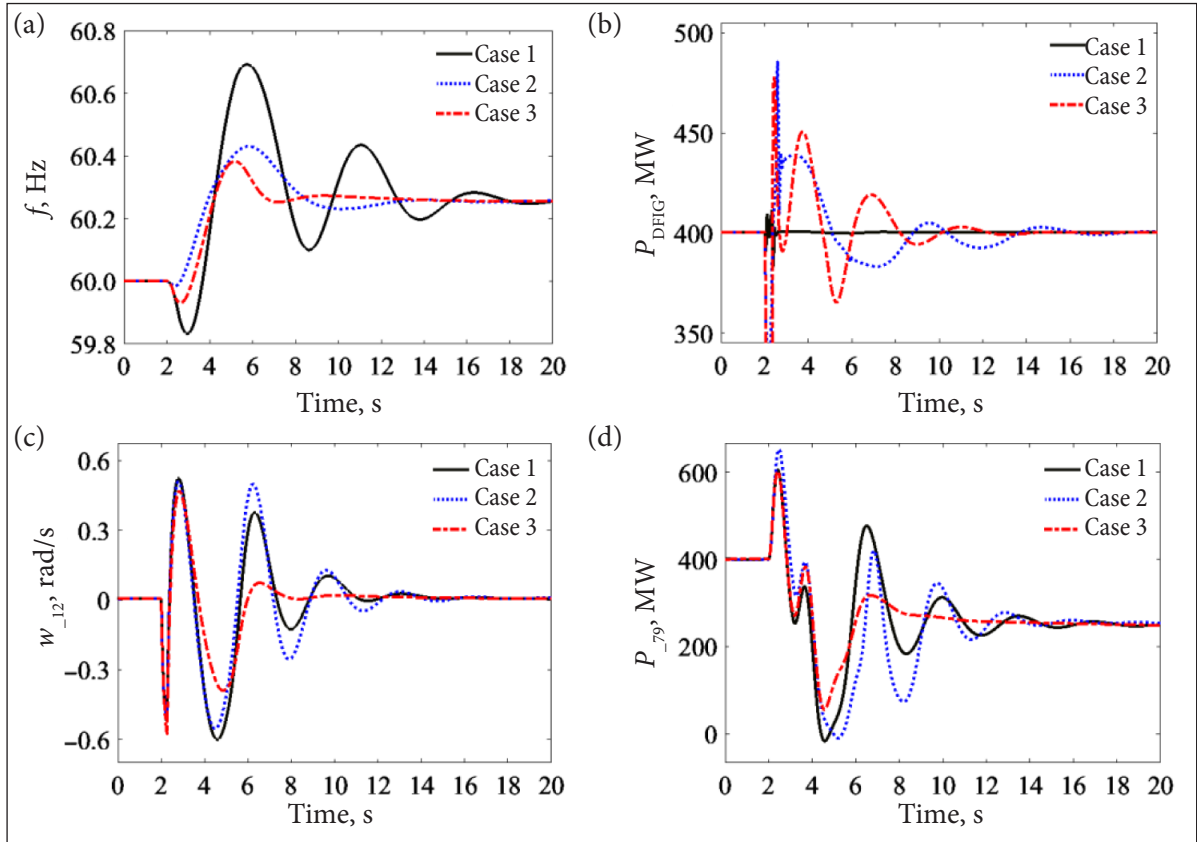 (a)
60.8
60.6
60.4
60.2
60.0
59.8
f, Hz
Case 1
Case 2
Case 3
0 2 4 6 8 10 12 14 16 18 20
Time, s
(b)
500
450
400
350
P_DFIG, MW
Case 1
Case 2
Case 3
0 2 4 6 8 10 12 14 16 18 20
Time, s
(c)
0.6
0.3
0
−0.3
−0.6
w_12, rad/s
Case 1
Case 2
Case 3
0 2 4 6 8 10 12 14 16 18 20
Time, s
(d)
600
400
200
0
P_79, MW
Case 1
Case 2
Case 3
0 2 4 6 8 10 12 14 16 18 20
Time, s